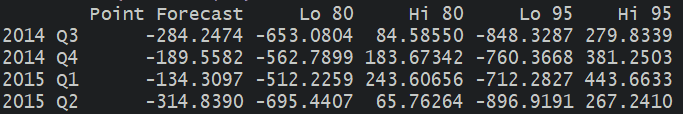 Point Forecast Lo 80 Hi 80 Lo 95 Hi 95
2014 Q3 -284.2474 -653.0804 84.58550 -848.3287 279.8339
2014 Q4 -189.5582 -562.7899 183.67342 -760.3668 381.2503
2015 Q1 -134.3097 -512.2259 243.60656 -712.2827 443.6633
2015 Q2 -314.8390 -695.4407 65.76264 -896.9191 267.2410